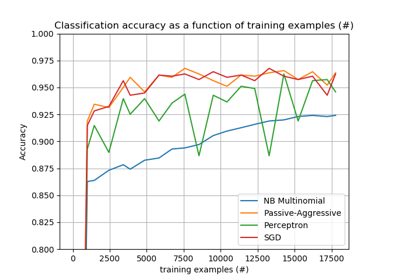 Classification accuracy as a function of training examples (#)
1.000
0.975
0.950
0.925
0.900
0.875
0.850
0.825
0.800
Accuracy
NB Multinomial
Passive-Aggressive
Perceptron
SGD
0 2500 5000 7500 10000 12500 15000 17500
training examples (#)